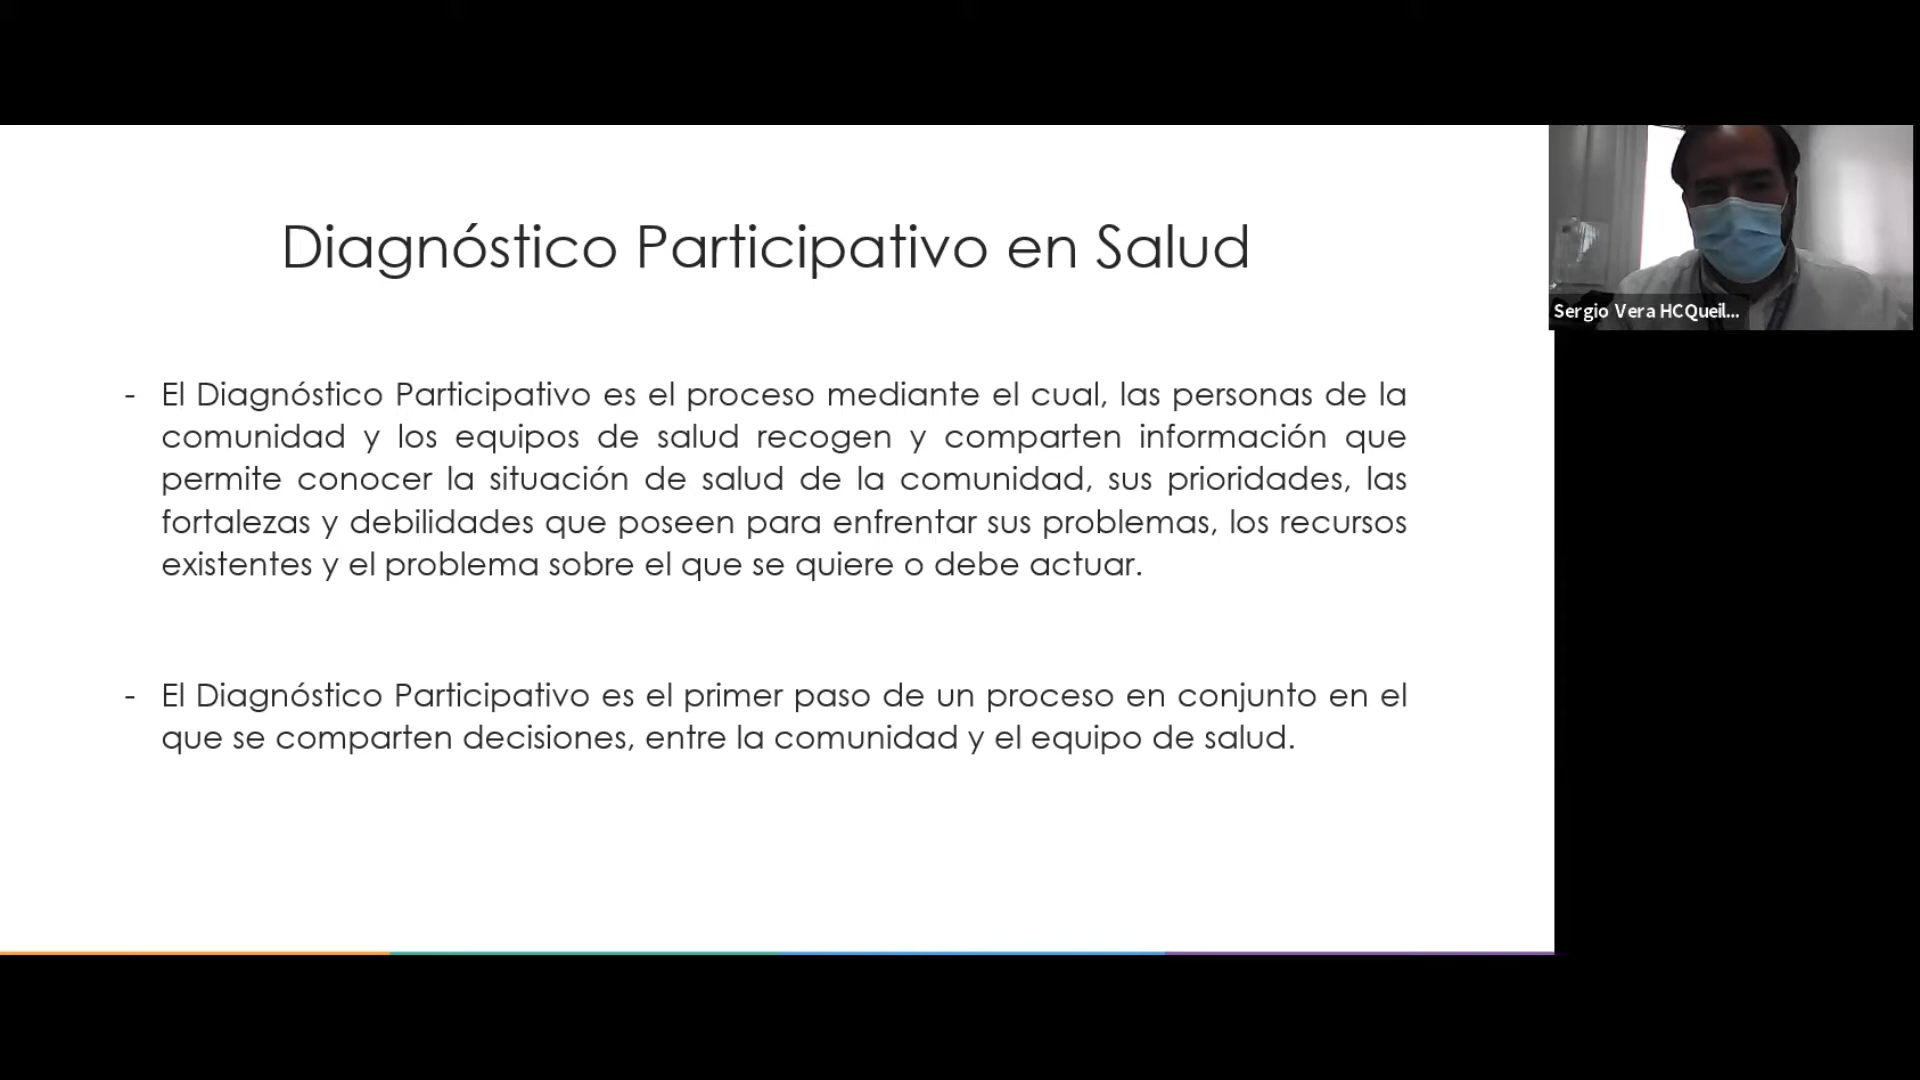 Diagnóstico Participativo en Salud
- El Diagnóstico Participativo es el proceso mediante el cual, las personas de la
comunidad y los equipos de salud recogen y comparten información que
permite conocer la situación de salud de la comunidad, sus prioridades, las
fortalezas y debilidades que poseen para enfrentar sus problemas, los recursos
existentes y el problema sobre el que se quiere o debe actuar.
- El Diagnóstico Participativo es el primer paso de un proceso en conjunto en el
que se comparten decisiones, entre la comunidad y el equipo de salud.
Sergio Vera HCQueil...